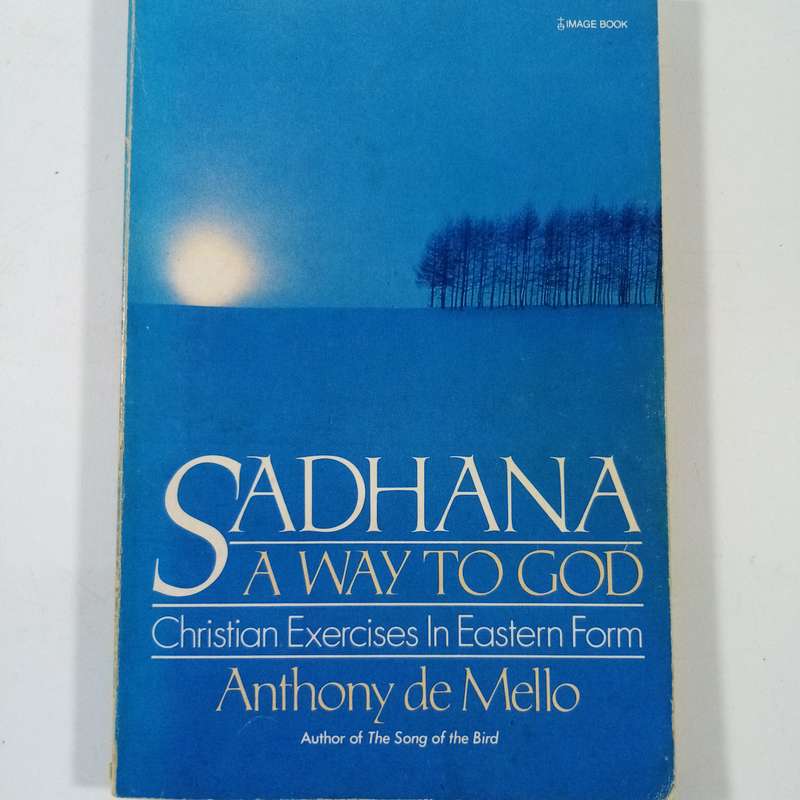 IMAGE BOOK
SADHANA
A WAY TO GOD
Christian Exercises In Eastern Form
Anthony de Mello
Author of The Song of the Bird